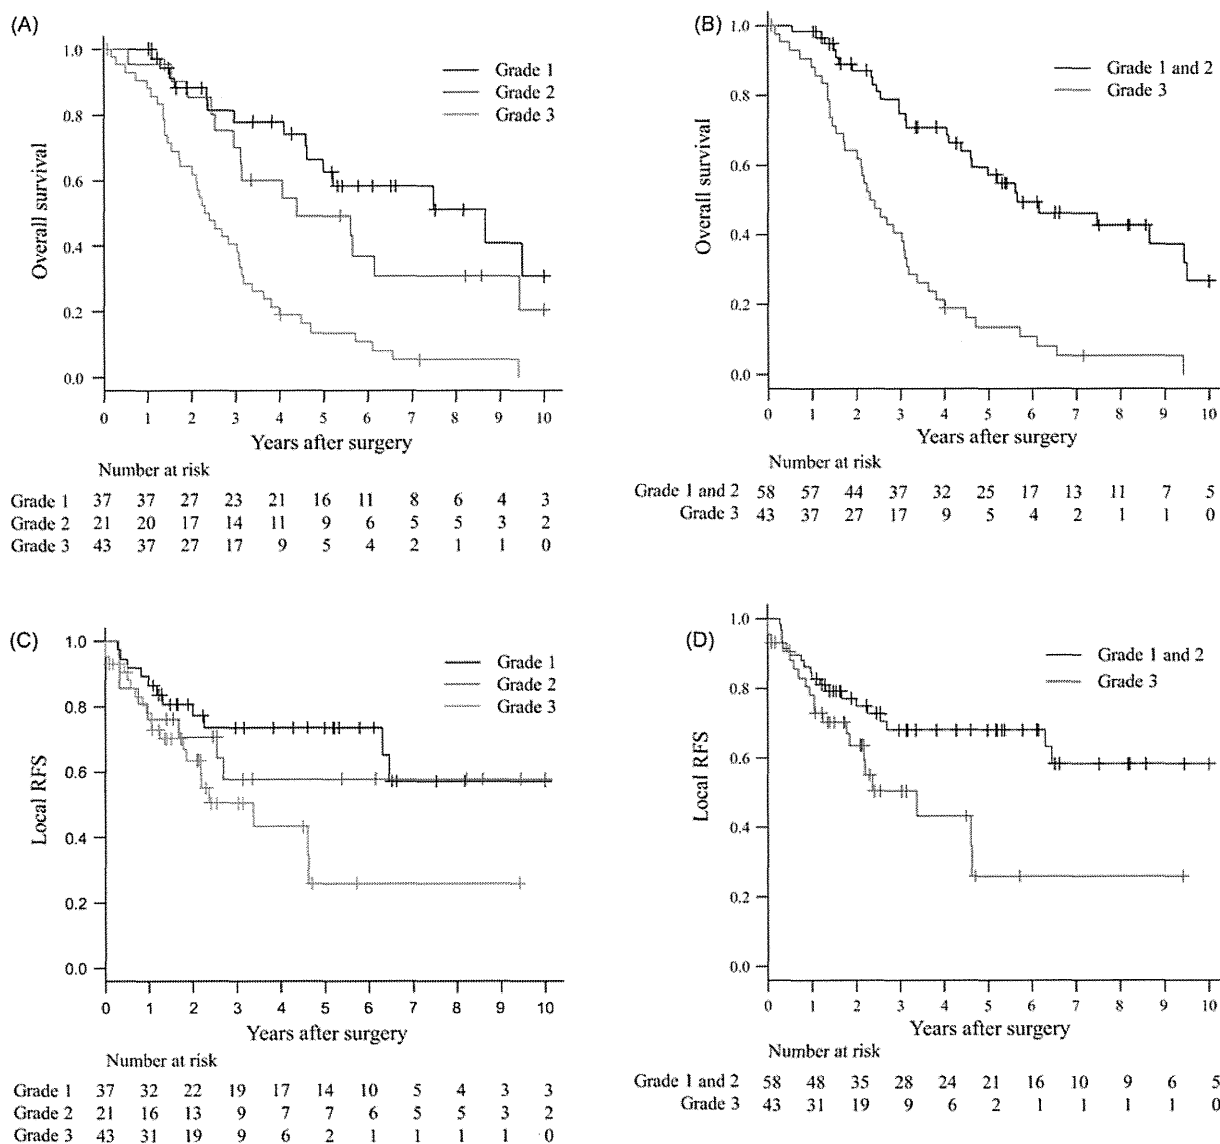 (A)
1.0
0.8
0.6
0.4
0.2
0.0
Overall survival
Grade 1
Grade 2
Grade 3
0 1 2 3 4 5 6 7 8 9 10
Years after surgery
Number at risk
Grade 1 37 37 27 23 21 16 11 8 6 4 3
Grade 2 21 20 17 14 11 9 6 5 5 3 2
Grade 3 43 37 27 17 9 5 4 2 1 1 0
(B)
1.0
0.8
0.6
0.4
0.2
0.0
Overall survival
Grade 1 and 2
Grade 3
0 1 2 3 4 5 6 7 8 9 10
Years after surgery
Number at risk
Grade 1 and 2 58 57 44 37 32 25 17 13 11 7 5
Grade 3 43 37 27 17 9 5 4 2 1 1 0
(C)
1.0
0.8
0.6
0.4
0.2
0.0
Local RFS
Grade 1
Grade 2
Grade 3
0 1 2 3 4 5 6 7 8 9 10
Years after surgery
Number at risk
Grade 1 37 32 22 19 17 14 10 5 4 3 3
Grade 2 21 16 13 9 7 7 6 5 5 3 2
Grade 3 43 31 19 9 6 2 1 1 1 1 0
(D)
1.0
0.8
0.6
0.4
0.2
0.0
Local RFS
Grade 1 and 2
Grade 3
0 1 2 3 4 5 6 7 8 9 10
Years after surgery
Number at risk
Grade 1 and 2 58 48 35 28 24 21 16 10 9 6 5
Grade 3 43 31 19 9 6 2 1 1 1 1 0